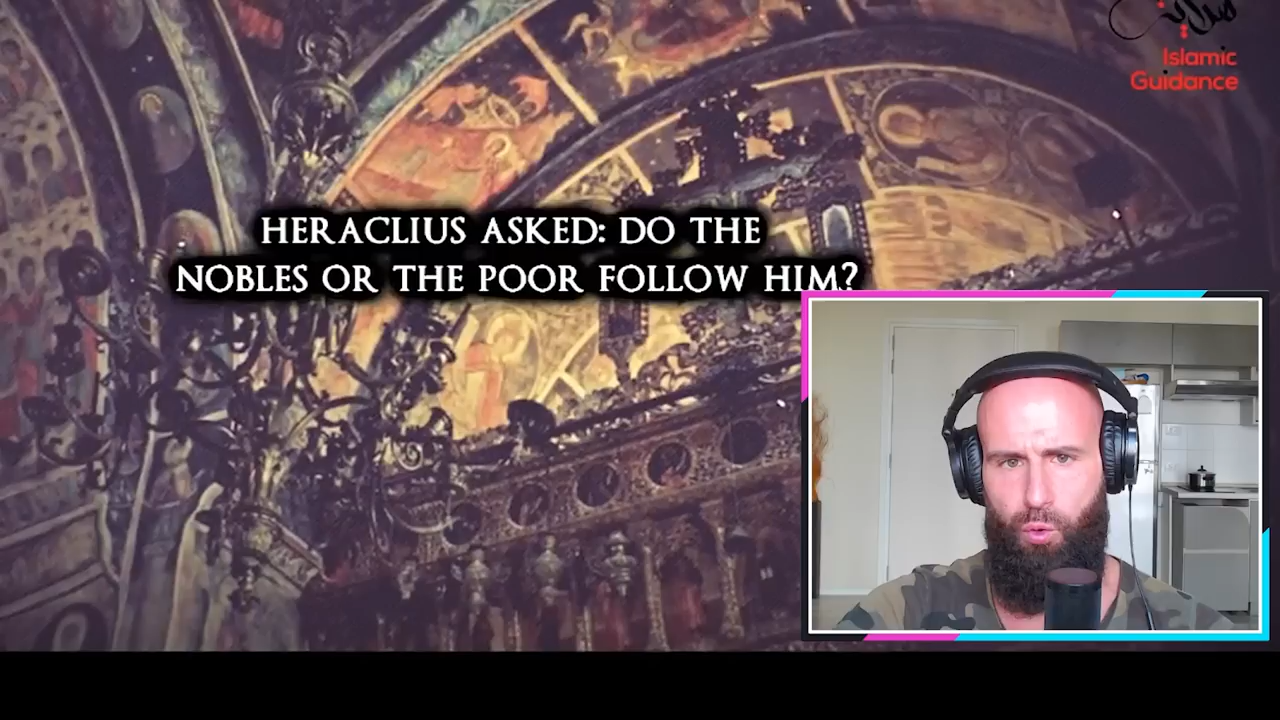 Islamic
Guidance
HERACLIUS ASKED: DO THE
NOBLES OR THE POOR FOLLOW HIM?